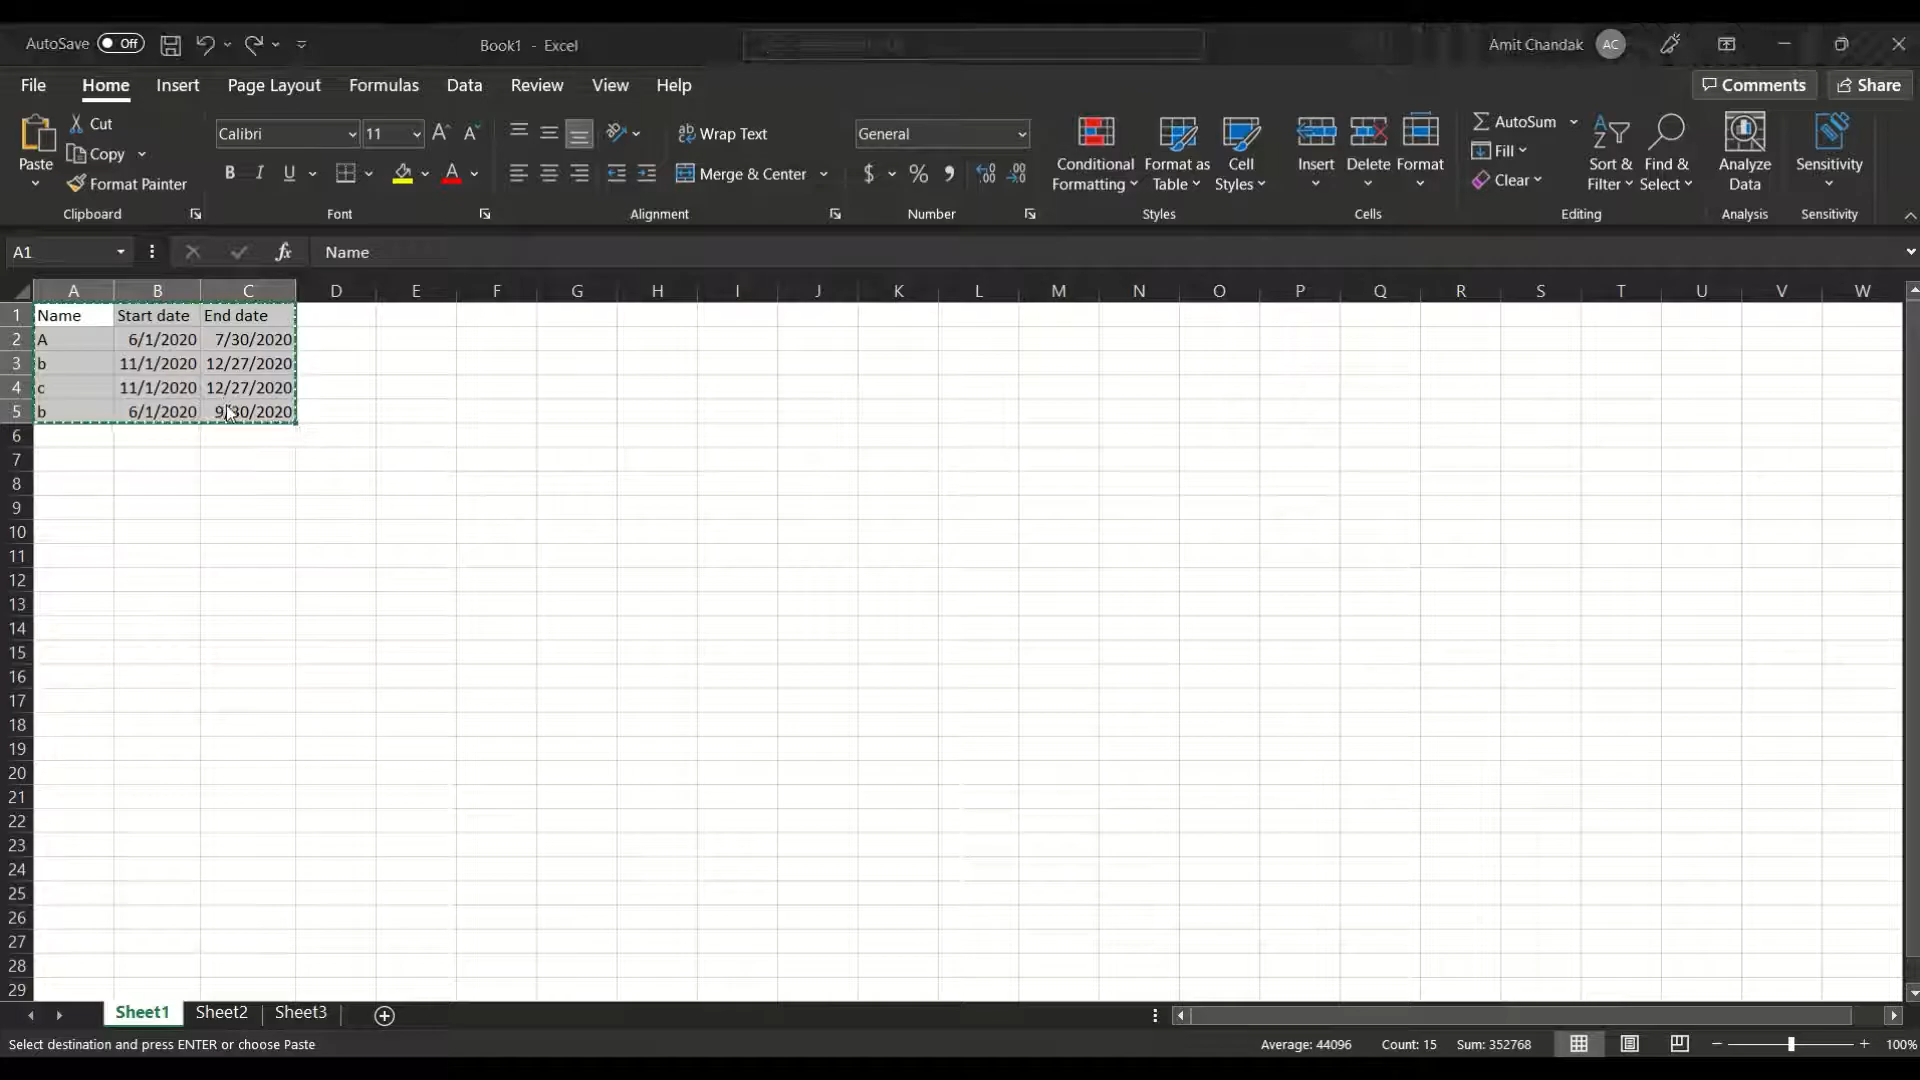 AutoSave Off Book1 - Excel Amit Chandak AC
File Home Insert Page Layout Formulas Data Review View Help Comments Share
Paste Cut Copy Format Painter
Calibri 11
B I U A
Wrap Text
Merge & Center
General
$ % 9
Conditional Formatting Format as Table Cell Styles
Insert Delete Format
AutoSum Fill Clear
Sort & Filter Find & Select
Analyze Data
Sensitivity
Clipboard Font Alignment Number Styles Cells Editing Analysis Sensitivity
A1 fx Name
A B C D E F G H I J K L M N O P Q R S T U V W
1 Name Start date End date
2 A 6/1/2020 7/30/2020
3 b 11/1/2020 12/27/2020
4 c 11/1/2020 12/27/2020
5 b 6/1/2020 9/30/2020
6
7
8
9
10
11
12
13
14
15
16
17
18
19
20
21
22
23
24
25
26
27
28
29
Sheet1 Sheet2 Sheet3
Select destination and press ENTER or choose Paste Average: 44096 Count: 15 Sum: 352768 100%